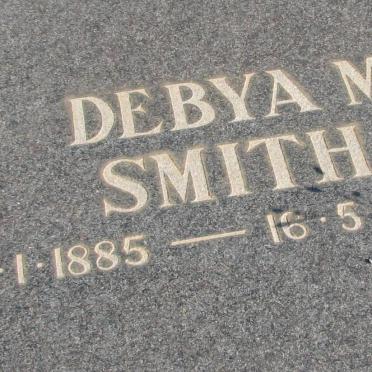 DEBYA M
SMITH
· 1 · 1885 — 16 · 5